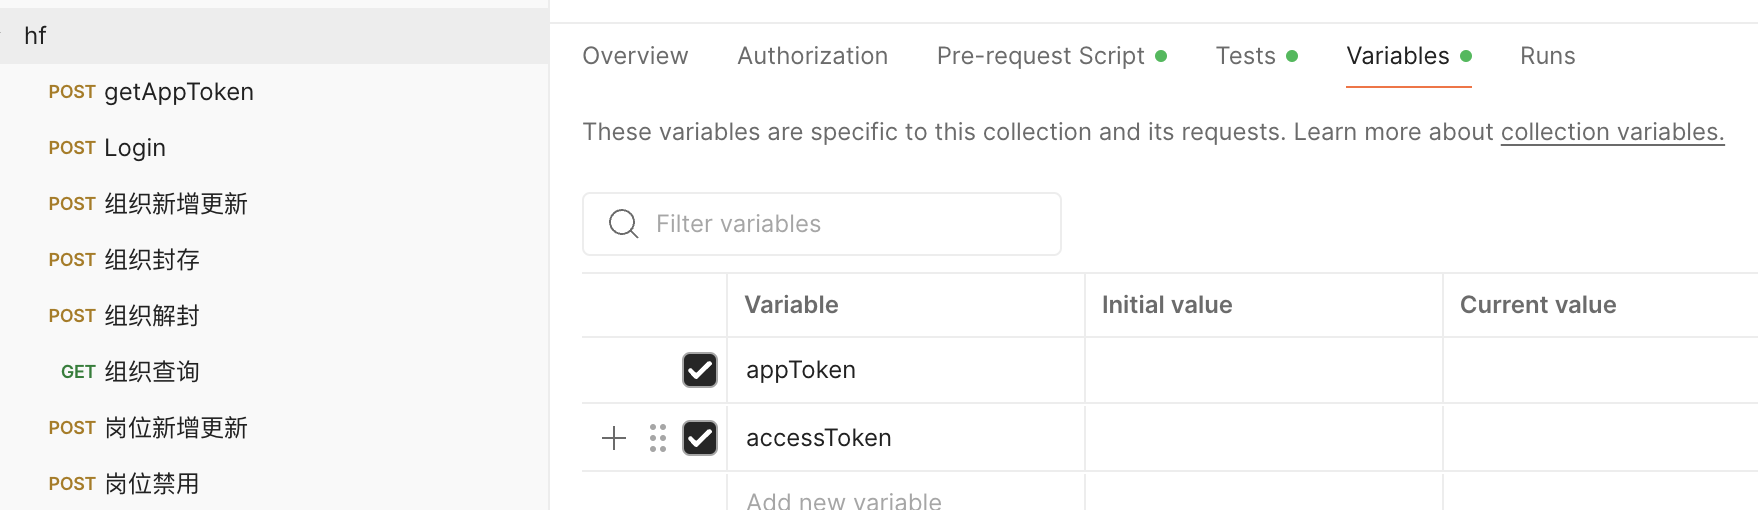 hf
POST getAppToken
POST Login
POST 组织新增更新
POST 组织封存
POST 组织解封
GET 组织查询
POST 岗位新增更新
POST 岗位禁用
Overview Authorization Pre-request Script Tests Variables Runs
These variables are specific to this collection and its requests. Learn more about collection variables.
Filter variables
Variable Initial value Current value
appToken
accessToken
Add new variable